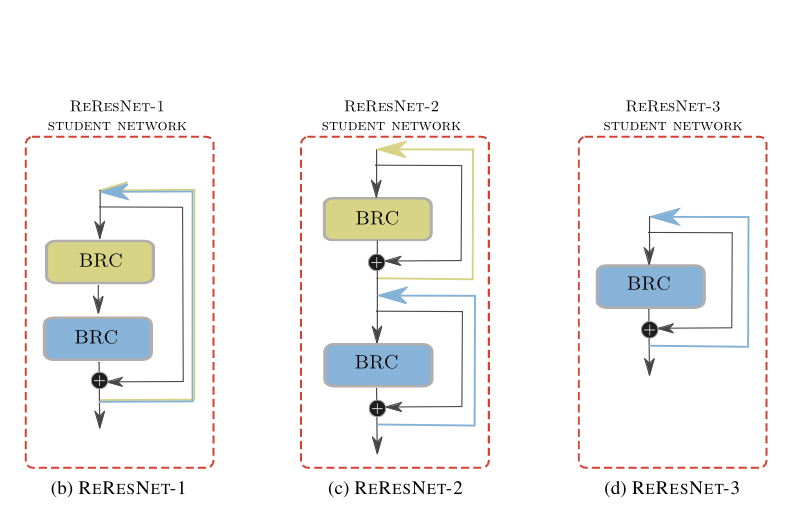 ReResNet-1
student network
ReResNet-2
student network
ReResNet-3
student network
BRC
BRC
BRC
BRC
BRC
(b) ReResNet-1
(c) ReResNet-2
(d) ReResNet-3